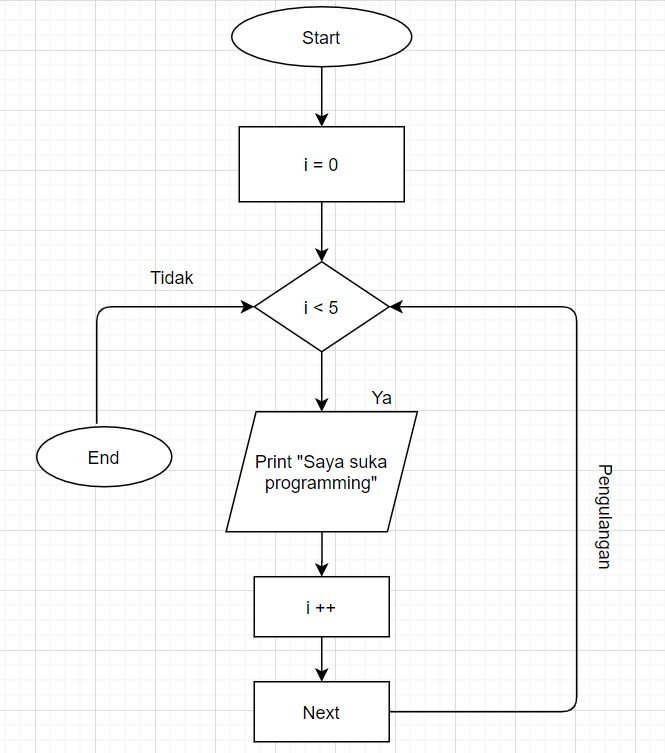 Start
i = 0
Tidak
i < 5
Ya
Print "Saya suka
programming"
End
Pengulangan
i ++
Next